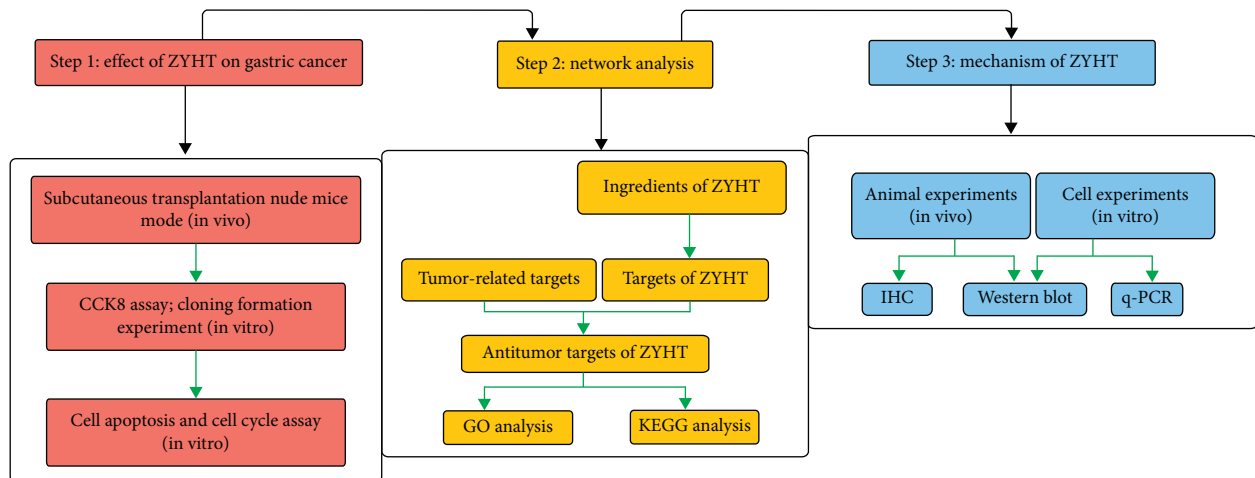 Step 1: effect of ZYHT on gastric cancer
Step 2: network analysis
Step 3: mechanism of ZYHT
Subcutaneous transplantation nude mice
mode (in vivo)
CCK8 assay; cloning formation
experiment (in vitro)
Cell apoptosis and cell cycle assay
(in vitro)
Ingredients of ZYHT
Tumor-related targets
Targets of ZYHT
Antitumor targets of ZYHT
GO analysis
KEGG analysis
Animal experiments
(in vivo)
Cell experiments
(in vitro)
IHC
Western blot
q-PCR